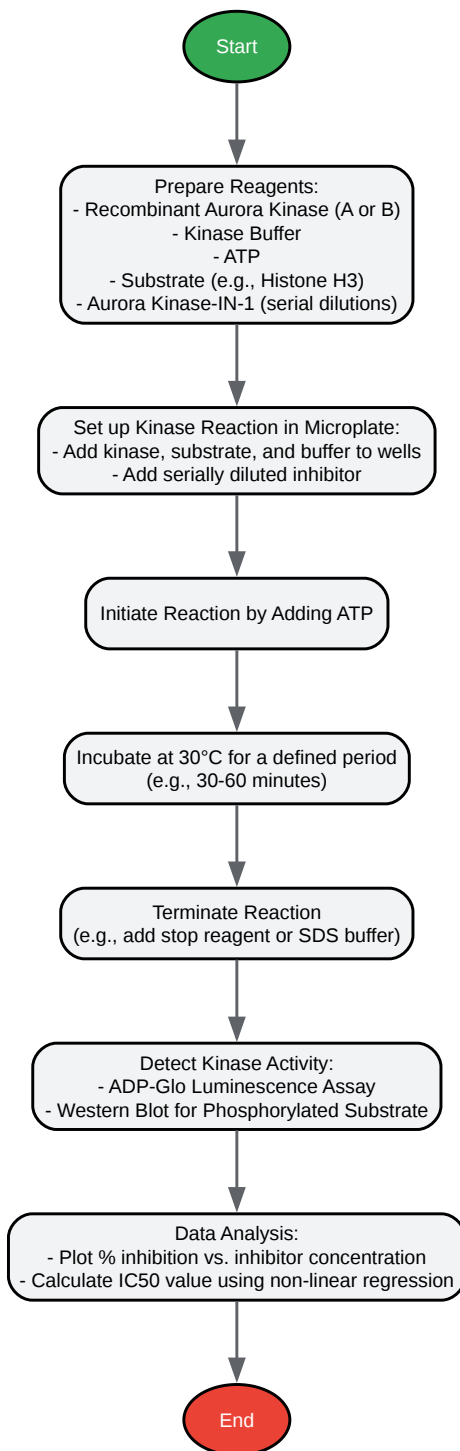 Start
Prepare Reagents:
- Recombinant Aurora Kinase (A or B)
- Kinase Buffer
- ATP
- Substrate (e.g., Histone H3)
- Aurora Kinase-IN-1 (serial dilutions)
Set up Kinase Reaction in Microplate:
- Add kinase, substrate, and buffer to wells
- Add serially diluted inhibitor
Initiate Reaction by Adding ATP
Incubate at 30°C for a defined period
(e.g., 30-60 minutes)
Terminate Reaction
(e.g., add stop reagent or SDS buffer)
Detect Kinase Activity:
- ADP-Glo Luminescence Assay
- Western Blot for Phosphorylated Substrate
Data Analysis:
- Plot % inhibition vs. inhibitor concentration
- Calculate IC50 value using non-linear regression
End